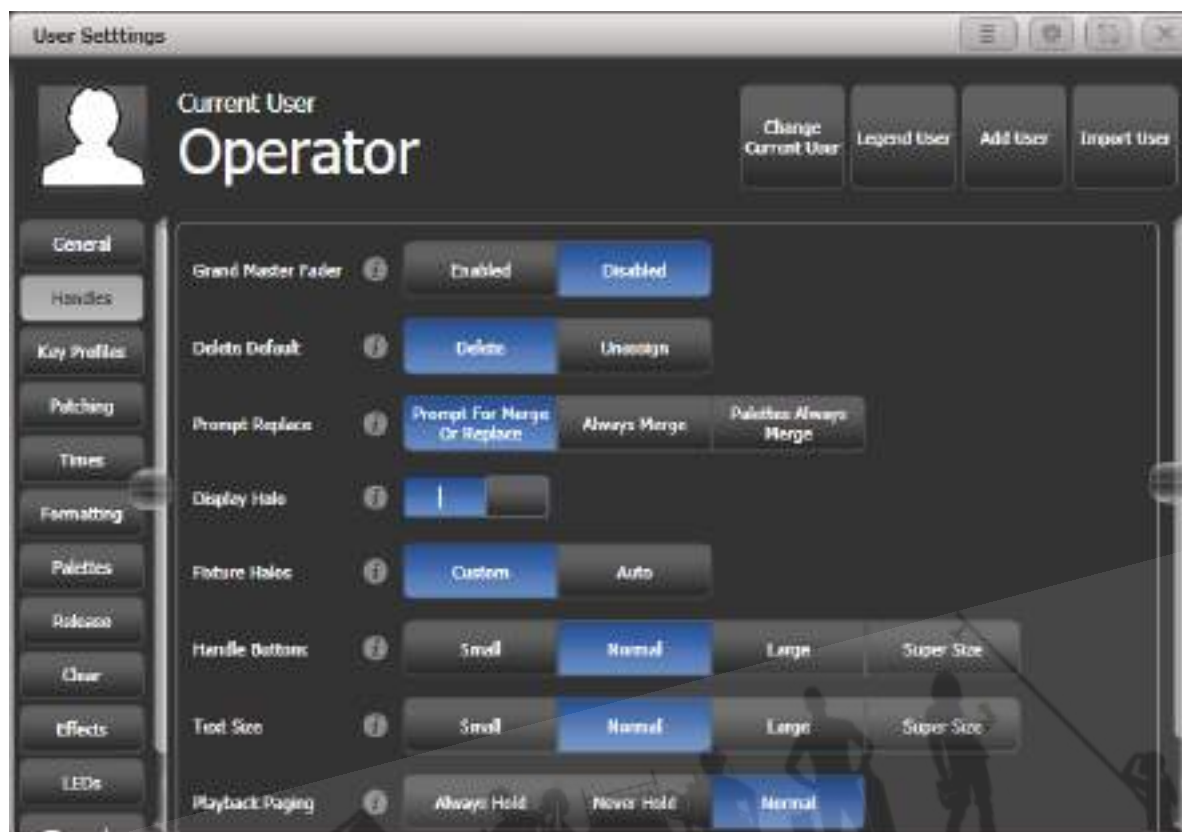 User Setttings
Current User
Operator
Change
Current User
Legend User
Add User
Import User
General
Handles
Key Profiles
Patching
Times
Formatting
Palettes
Release
Clear
Effects
LEDs
Grand Master Fader
Enabled
Disabled
Delete Default
Delete
Unassign
Prompt Replace
Prompt For Merge
Or Replace
Always Merge
Palettes Always
Merge
Display Halo
Fixture Halos
Custom
Auto
Handle Buttons
Small
Normal
Large
Super Size
Text Size
Small
Normal
Large
Super Size
Playback Paging
Always Hold
Never Hold
Normal